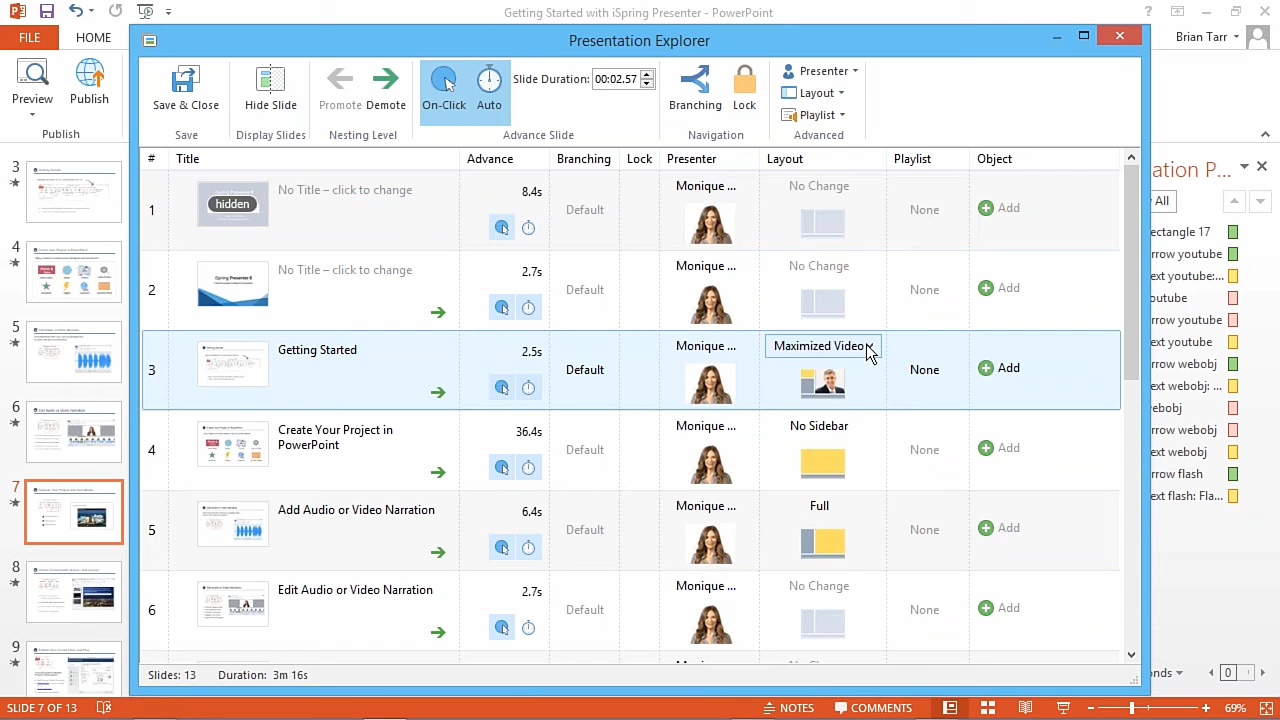 Getting Started with iSpring Presenter - PowerPoint
FILE
HOME
Brian Tarr
Preview
Publish
Publish
Presentation Explorer
Save & Close
Save
Hide Slide
Display Slides
Promote
Demote
Nesting Level
On-Click
Auto
Slide Duration: 00:02.57
Advance Slide
Branching
Lock
Navigation
Presenter
Layout
Playlist
Advanced
# Title Advance Branching Lock Presenter Layout Playlist Object
1 hidden No Title – click to change 8.4s Default Monique ... No Change None Add
2 No Title – click to change 2.7s Default Monique ... No Change None Add
3 Getting Started 2.5s Default Monique ... Maximized Video None Add
4 Create Your Project in
PowerPoint 36.4s Default Monique ... No Sidebar None Add
5 Add Audio or Video Narration 6.4s Default Monique ... Full None Add
6 Edit Audio or Video Narration 2.7s Default Monique ... No Change None Add
Slides: 13 Duration: 3m 16s
3
4
5
6
7
8
9
ation P...
All
ectangle 17
rrow youtube
ext youtube:...
outube
ext youtube
rrow webobj
ext webobj: ...
ebobj
rrow webobj
ext webobj
rrow flash
ext flash: Fla...
nds
0
SLIDE 7 OF 13
NOTES
COMMENTS
69%